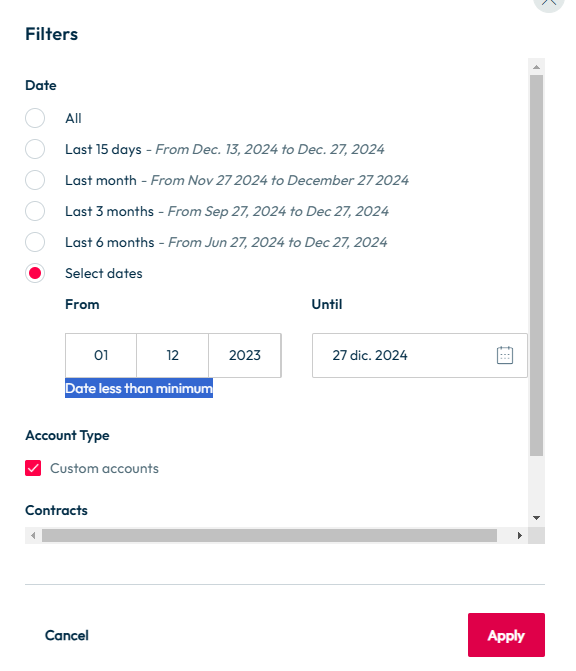 Filters
Date
All
Last 15 days - From Dec. 13, 2024 to Dec. 27, 2024
Last month - From Nov 27 2024 to December 27 2024
Last 3 months - From Sep 27, 2024 to Dec 27, 2024
Last 6 months - From Jun 27, 2024 to Dec 27, 2024
Select dates
From Until
01 12 2023 27 dic. 2024
Date less than minimum
Account Type
Custom accounts
Contracts
Cancel Apply